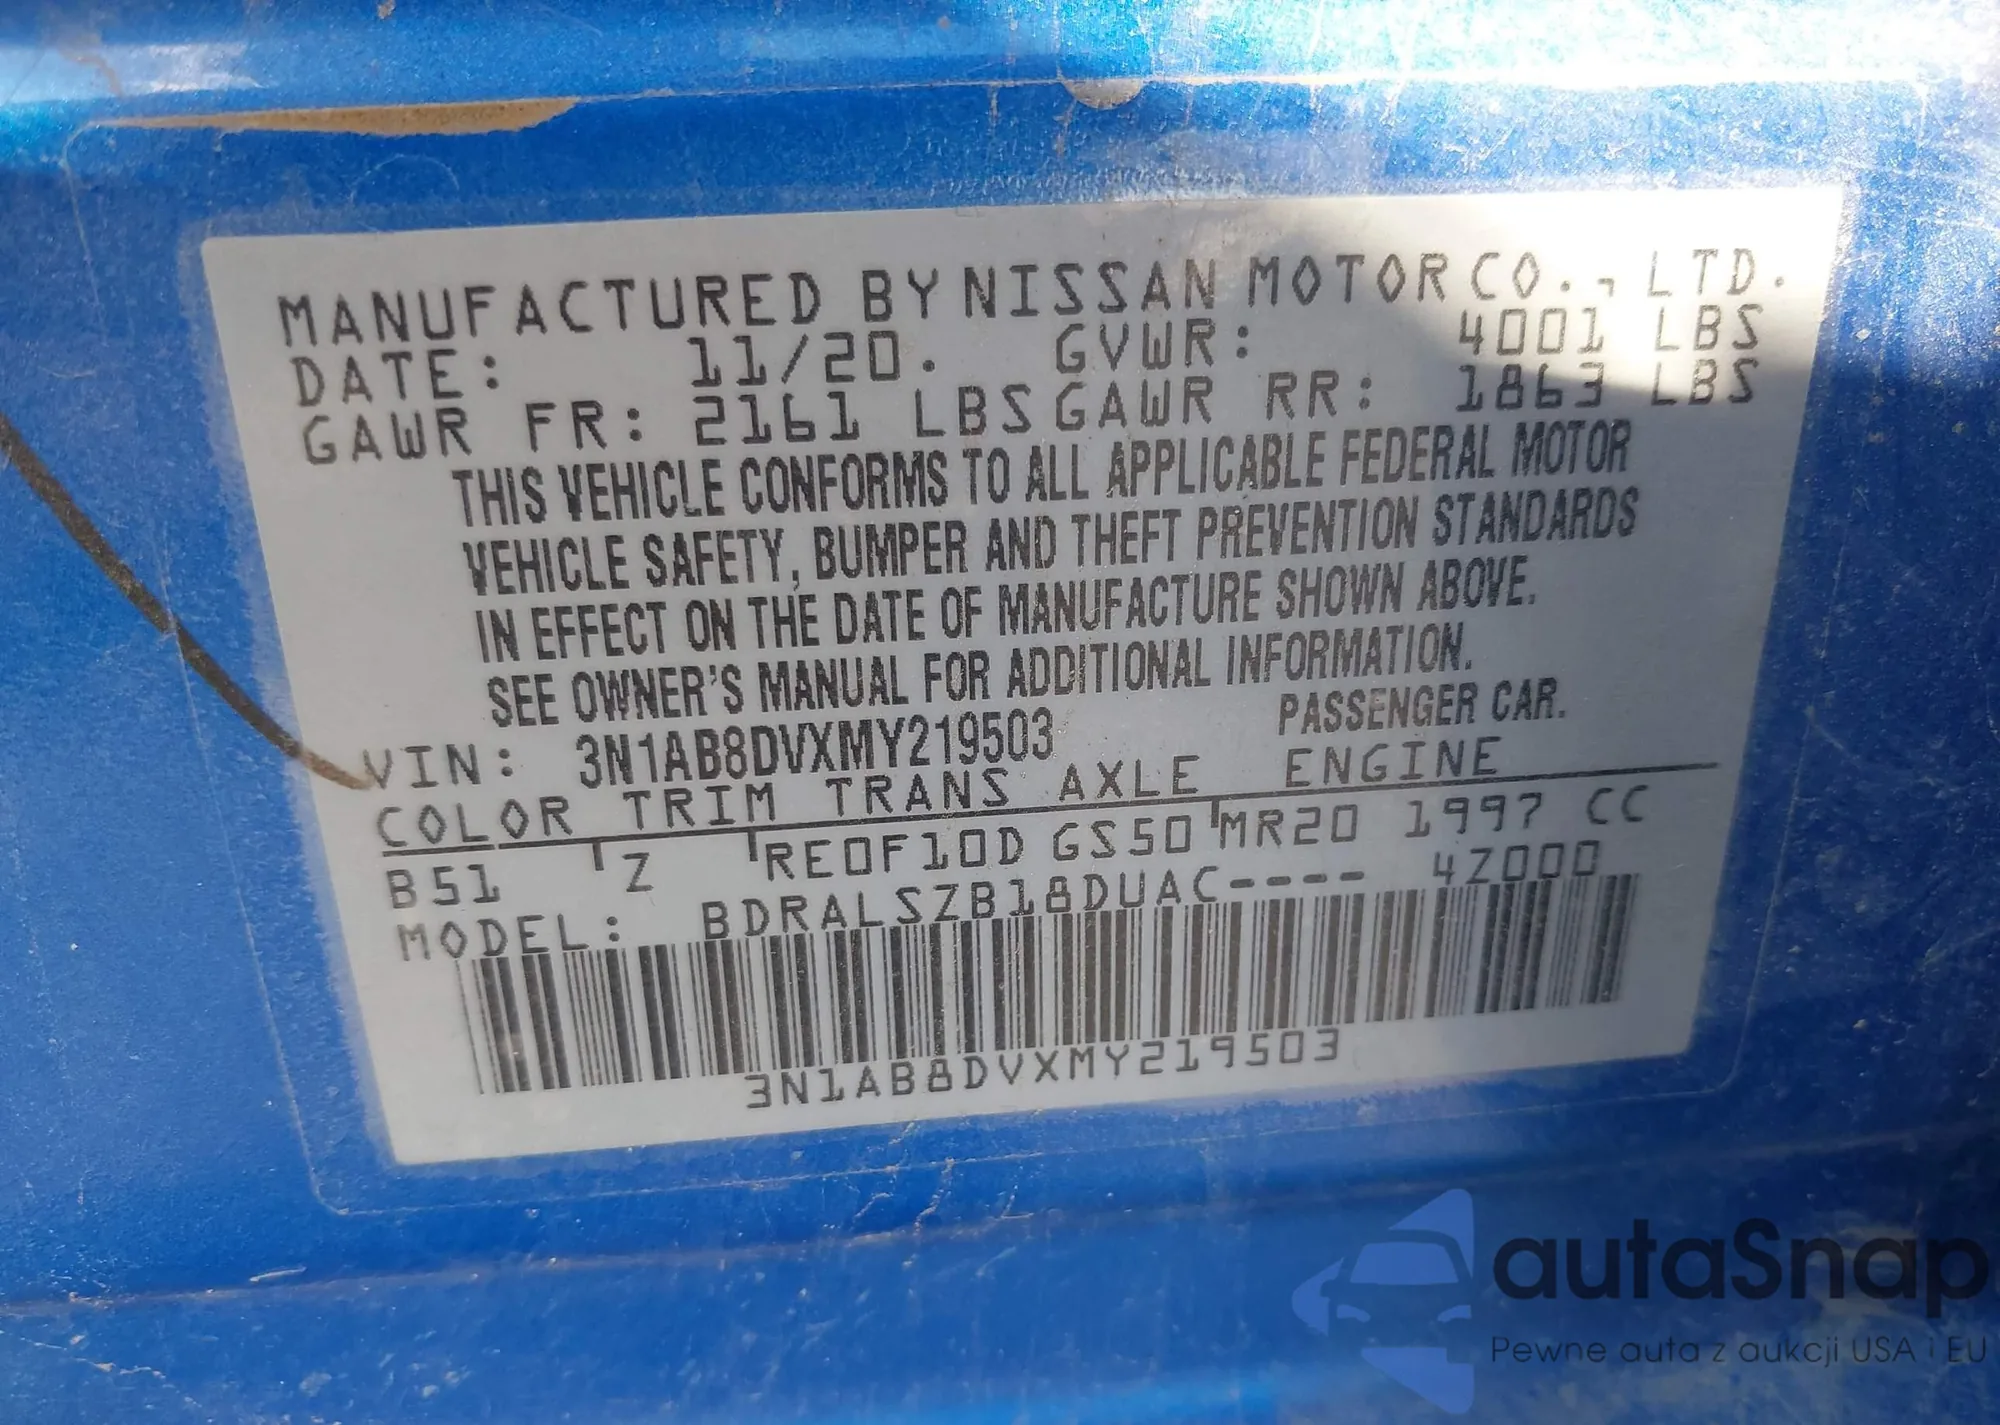 MANUFACTURED BY NISSAN MOTOR CO., LTD.
DATE: 11/20. GVWR: 4001 LBS
GAWR FR: 2161 LBS GAWR RR: 1863 LBS
THIS VEHICLE CONFORMS TO ALL APPLICABLE FEDERAL MOTOR
VEHICLE SAFETY, BUMPER AND THEFT PREVENTION STANDARDS
IN EFFECT ON THE DATE OF MANUFACTURE SHOWN ABOVE.
SEE OWNER'S MANUAL FOR ADDITIONAL INFORMATION.
VIN: 3N1AB8DVXMY219503 PASSENGER CAR.
COLOR TRIM TRANS AXLE ENGINE
B51 Z RE0F10D GS50 MR20 1997 CC
MODEL: BDRALSZB18DUAC---- 4Z000
3N1AB8DVXMY219503
autaSnap
Pewne auta z aukcji USA i EU